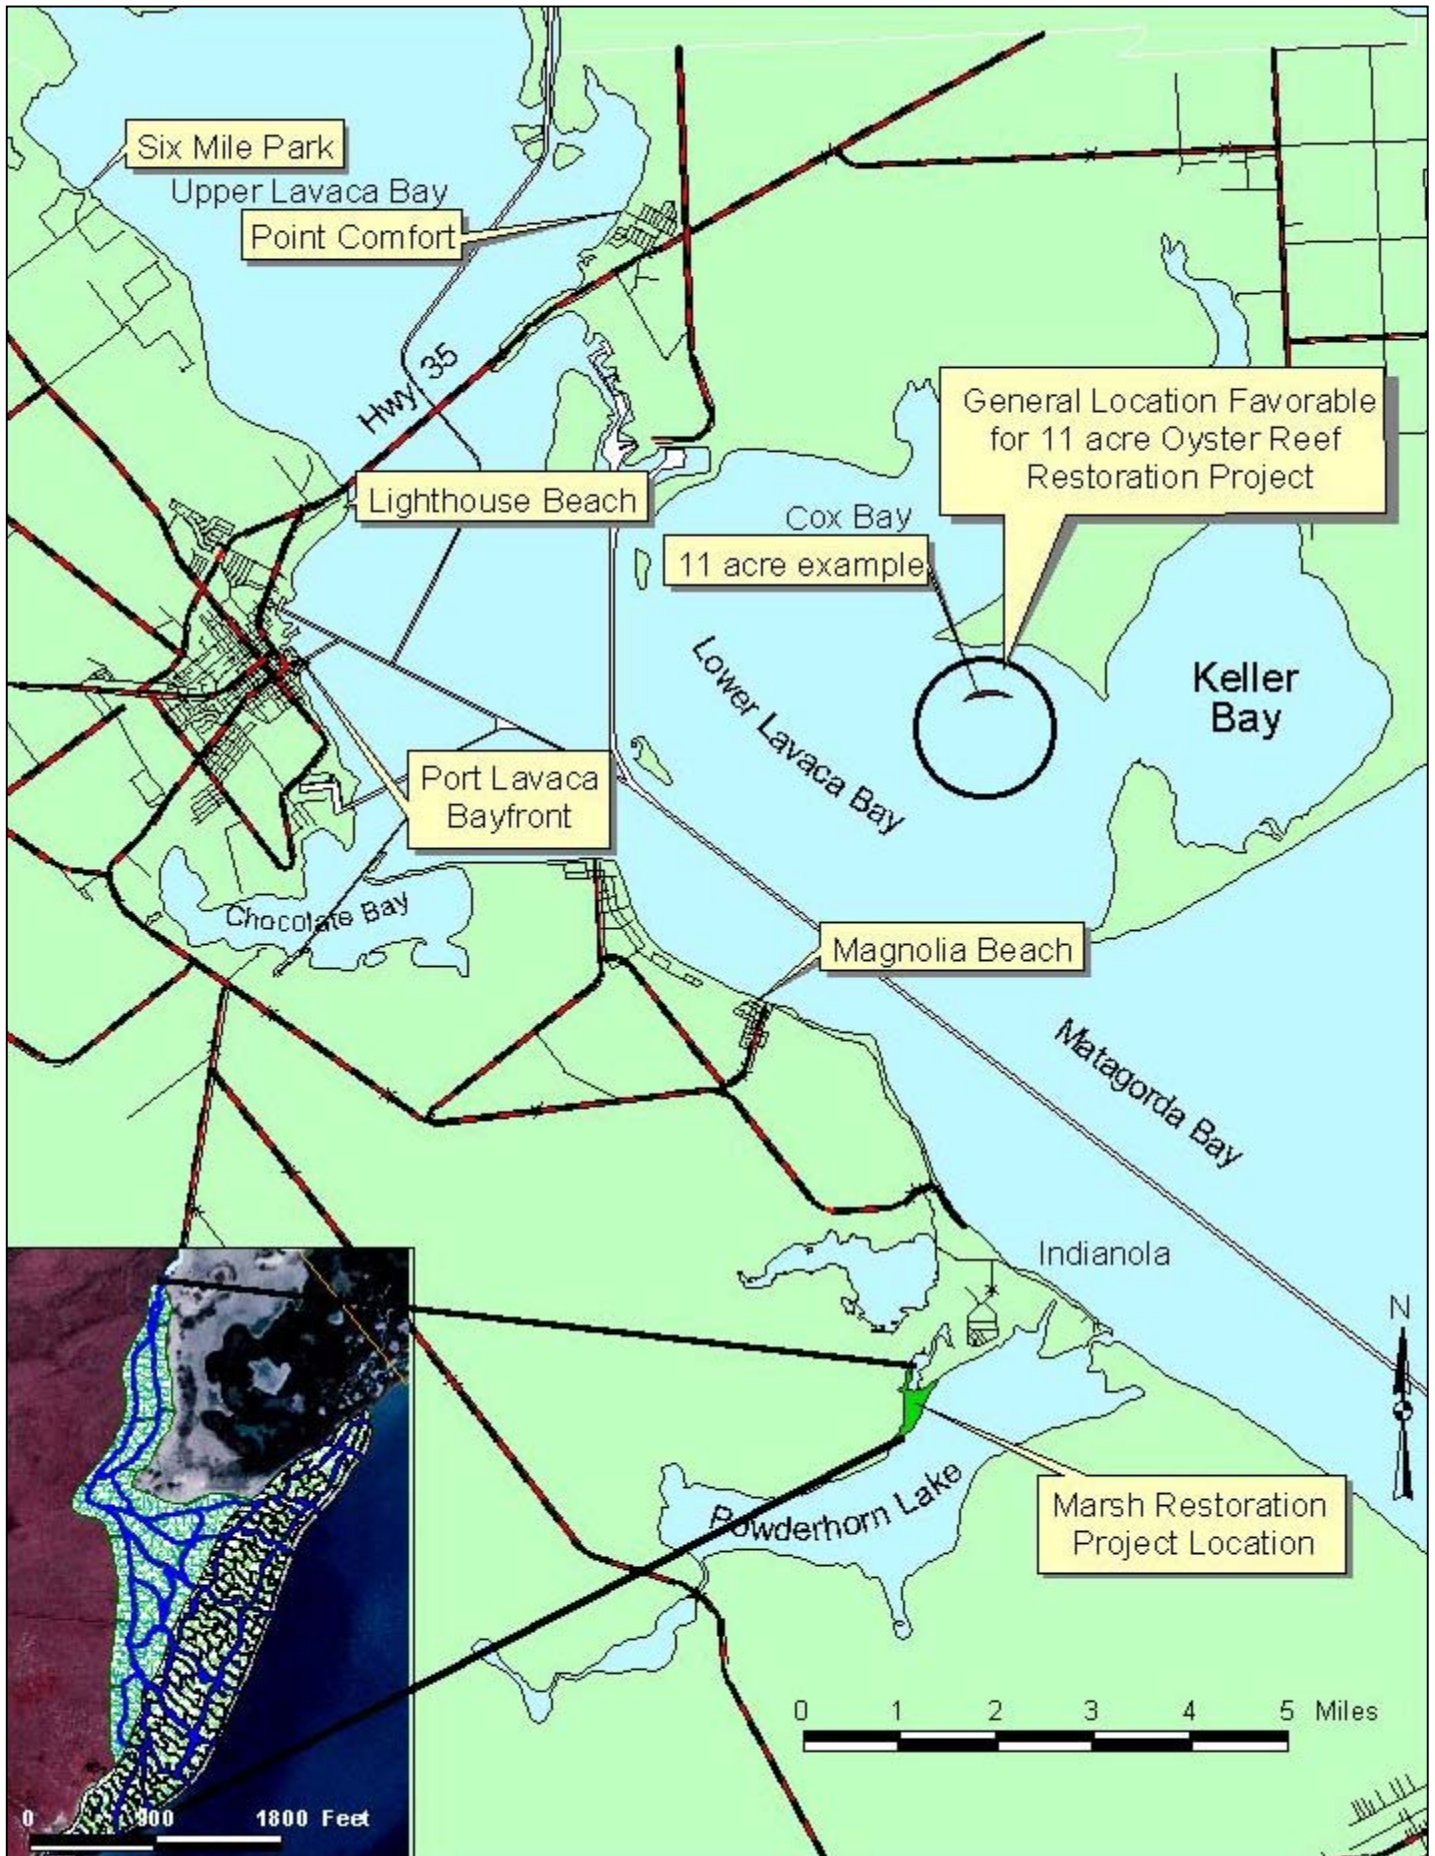 Six Mile Park
Upper Lavaca Bay
Point Comfort
Hwy 35
General Location Favorable
for 11 acre Oyster Reef
Restoration Project
Lighthouse Beach
Cox Bay
11 acre example
Lower Lavaca Bay
Keller
Bay
Port Lavaca
Bayfront
Chocolate Bay
Magnolia Beach
Matagorda Bay
Indianola
N
Powderhorn Lake
Marsh Restoration
Project Location
0 1 2 3 4 5 Miles
0 900 1800 Feet